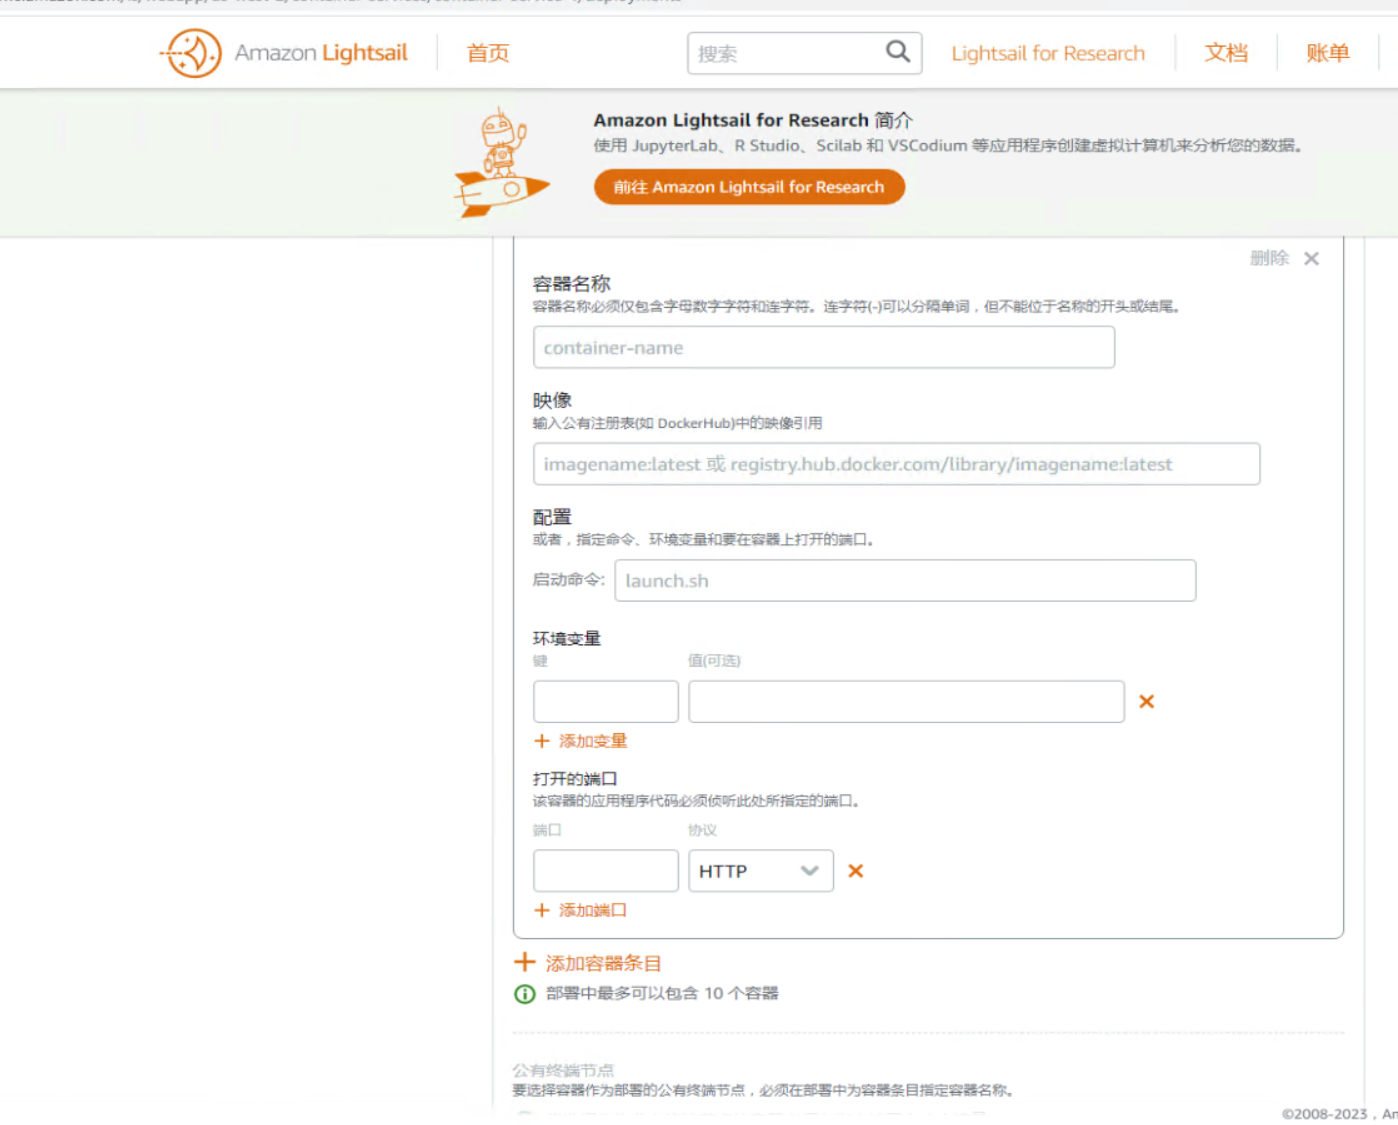 Amazon Lightsail
首页
搜索
Lightsail for Research
文档
账单
Amazon Lightsail for Research 简介
使用 JupyterLab、R Studio、Scilab 和 VSCodium 等应用程序创建虚拟计算机来分析您的数据。
前往 Amazon Lightsail for Research
删除 ×
容器名称
容器名称必须仅包含字母数字字符和连字符。连字符(-)可以分隔单词，但不能位于名称的开头或结尾。
container-name
映像
输入公有注册表(如 DockerHub)中的映像引用
imagename:latest 或 registry.hub.docker.com/library/imagename:latest
配置
或者，指定命令、环境变量和要在容器上打开的端口。
启动命令: launch.sh
环境变量
键 值(可选)
+ 添加变量
打开的端口
该容器的应用程序代码必须侦听此处所指定的端口。
端口 协议
HTTP
+ 添加端口
+ 添加容器条目
部署中最多可以包含 10 个容器
公有终端节点
要选择容器作为部署的公有终端节点，必须在部署中为容器条目指定容器名称。
©2008-2023，